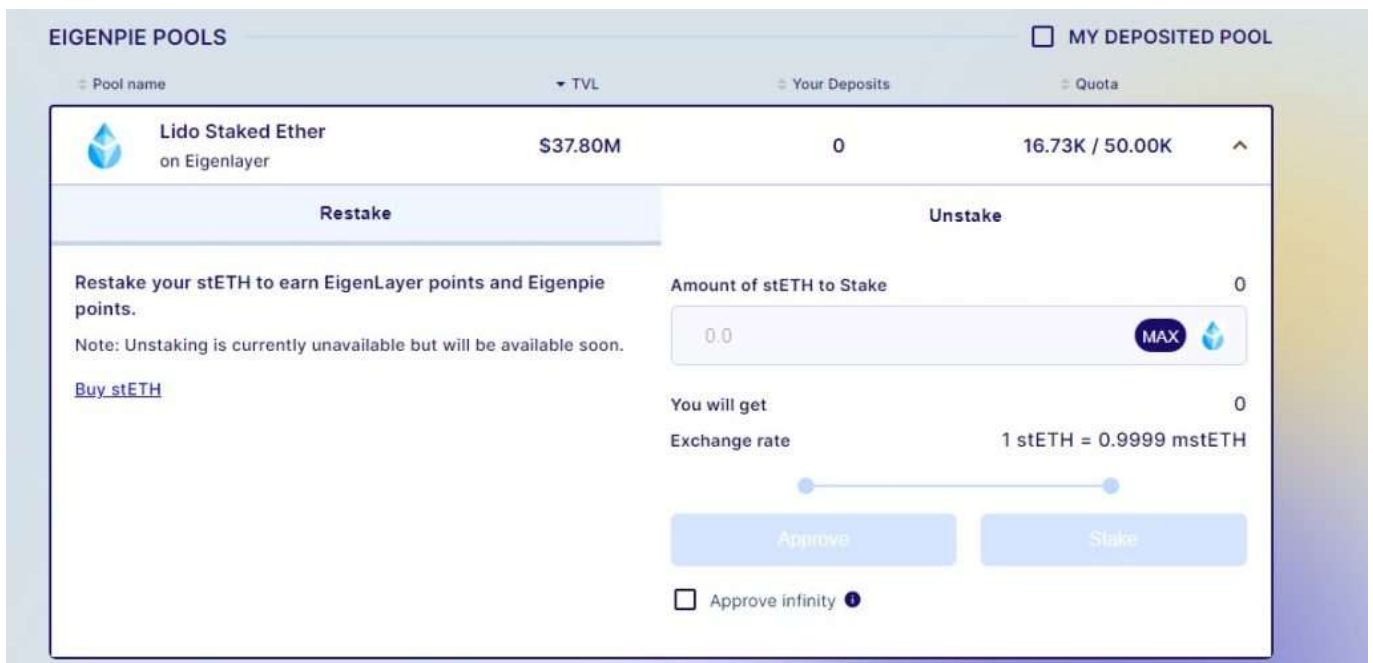 EIGENPIE POOLS
MY DEPOSITED POOL
Pool name TVL Your Deposits Quota
Lido Staked Ether
on Eigenlayer
$37.80M 0 16.73K / 50.00K
Restake Unstake
Restake your stETH to earn EigenLayer points and Eigenpie
points.
Note: Unstaking is currently unavailable but will be available soon.
Buy stETH
Amount of stETH to Stake 0
0.0 MAX
You will get 0
Exchange rate 1 stETH = 0.9999 mstETH
Approve Stake
Approve infinity